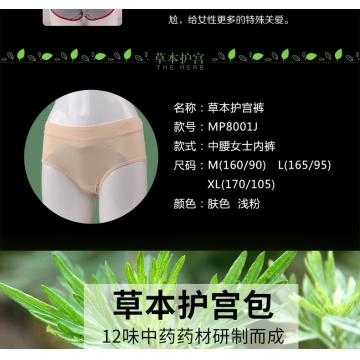 尬，给女性更多的特殊关爱。
草本护宫
THE HERB
名称：草本护宫裤
款号：MP8001J
款式：中腰女士内裤
尺码：M(160/90)　L(165/95)
XL(170/105)
颜色：肤色　浅粉
草本护宫包
12味中药药材研制而成